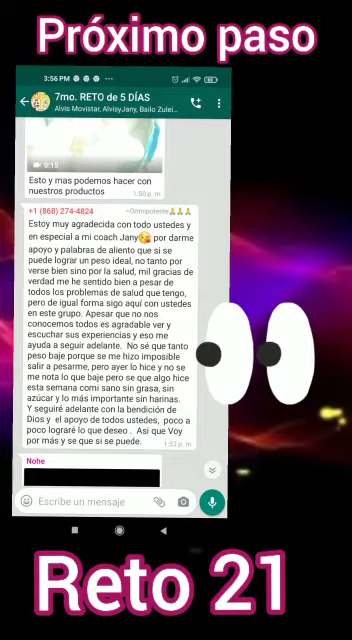 Próximo paso
3:56 PM
7mo. RETO de 5 DÍAS
Alvis Movistar, AlvisyJany, Bailo Zulei...
0:15
Esto y mas podemos hacer con
nuestros productos
1:50 p. m.
+1 (868) 274-4824 ~Omnipotente🙏🙏🙏
Estoy muy agradecida con todo ustedes y
en especial a mi coach Jany😘 por darme
apoyo y palabras de aliento que si se
puede lograr un peso ideal, no tanto por
verse bien sino por la salud, mil gracias de
verdad me he sentido bien a pesar de
todos los problemas de salud que tengo,
pero de igual forma sigo aquí con ustedes
en este grupo. Apesar que no nos
conocemos todos es agradable ver y
escuchar sus experiencias y eso me
ayuda a seguir adelante. No sé que tanto
peso baje porque se me hizo imposible
salir a pesarme, pero ayer lo hice y no se
me nota lo que baje pero se que algo hice
esta semana comi sano sin grasa, sin
azúcar y lo más importante sin harinas.
Y seguiré adelante con la bendición de
Dios y el apoyo de todos ustedes, poco a
poco lograré lo que deseo . Asi que Voy
por más y se que si se puede.
1:53 p. m.
Nohe
Escribe un mensaje
Reto 21